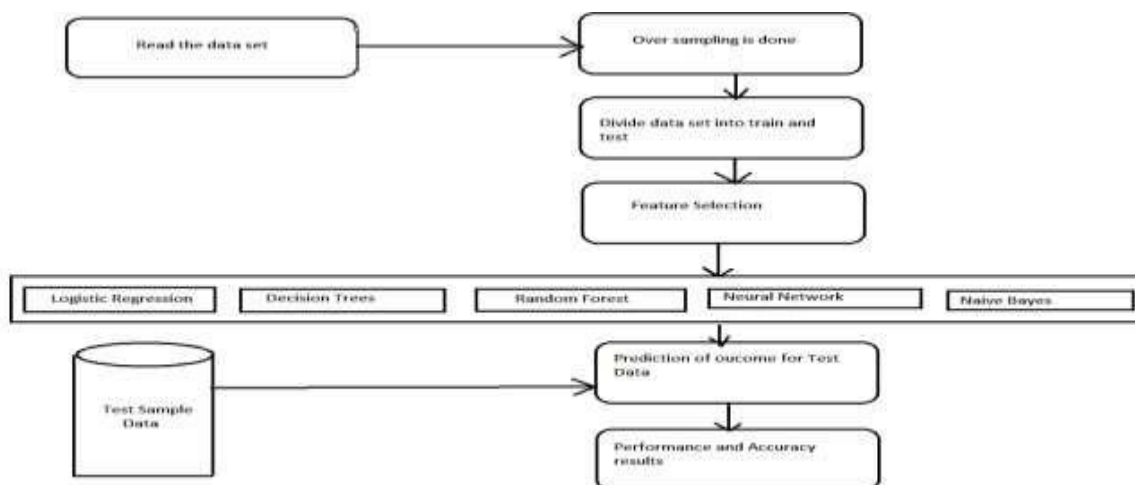 Read the data set
Over sampling is done
Divide data set into train and
test
Feature Selection
Logistic Regression
Decision Trees
Random Forest
Neural Network
Naive Bayes
Prediction of oucome for Test
Data
Test Sample
Data
Performance and Accuracy
results